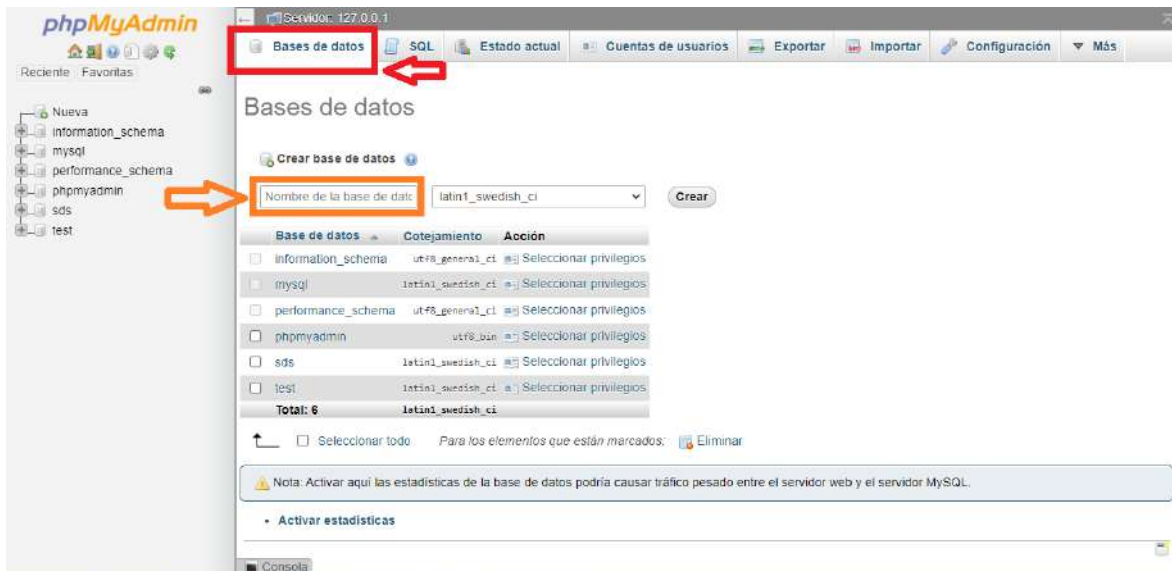 phpMyAdmin
Reciente Favoritas
Nueva
information_schema
mysql
performance_schema
phpmyadmin
sds
test
Servidor: 127.0.0.1
Bases de datos SQL Estado actual Cuentas de usuarios Exportar Importar Configuración Más
Bases de datos
Crear base de datos
Nombre de la base de datc latin1_swedish_ci Crear
Base de datos Cotejamiento Acción
information_schema utf8_general_ci Seleccionar privilegios
mysql latin1_swedish_ci Seleccionar privilegios
performance_schema utf8_general_ci Seleccionar privilegios
phpmyadmin utf8_bin Seleccionar privilegios
sds latin1_swedish_ci Seleccionar privilegios
test latin1_swedish_ci Seleccionar privilegios
Total: 6 latin1_swedish_ci
Seleccionar todo Para los elementos que están marcados: Eliminar
Nota: Activar aquí las estadísticas de la base de datos podría causar tráfico pesado entre el servidor web y el servidor MySQL.
Activar estadísticas
Consola